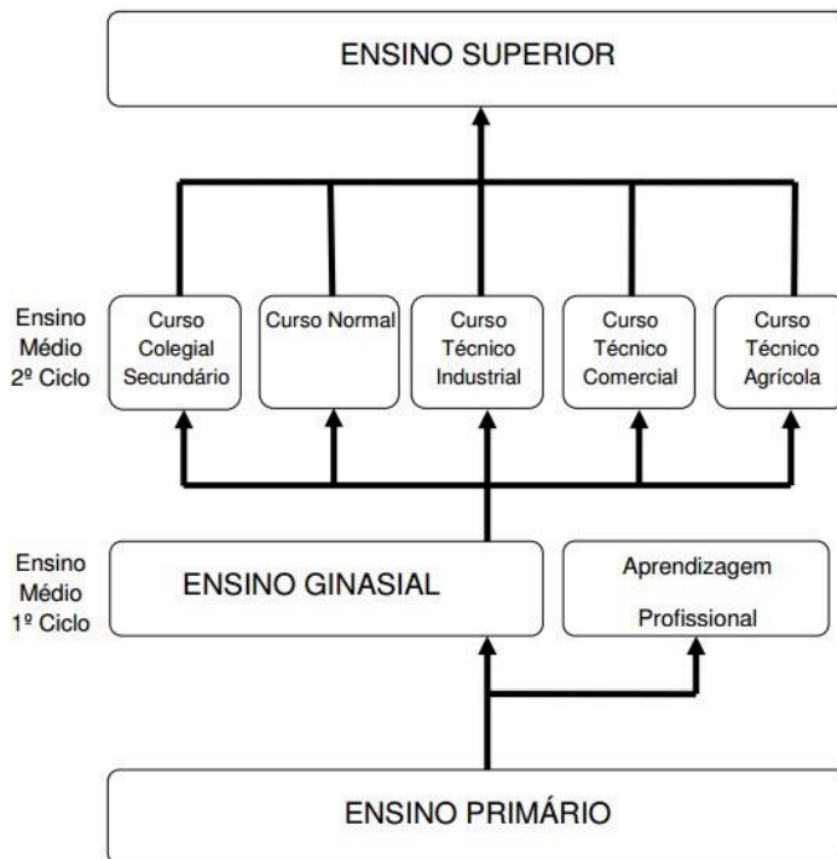 ENSINO SUPERIOR
Ensino
Médio
2º Ciclo
Curso
Colegial
Secundário
Curso Normal
Curso
Técnico
Industrial
Curso
Técnico
Comercial
Curso
Técnico
Agrícola
Ensino
Médio
1º Ciclo
ENSINO GINASIAL
Aprendizagem
Profissional
ENSINO PRIMÁRIO